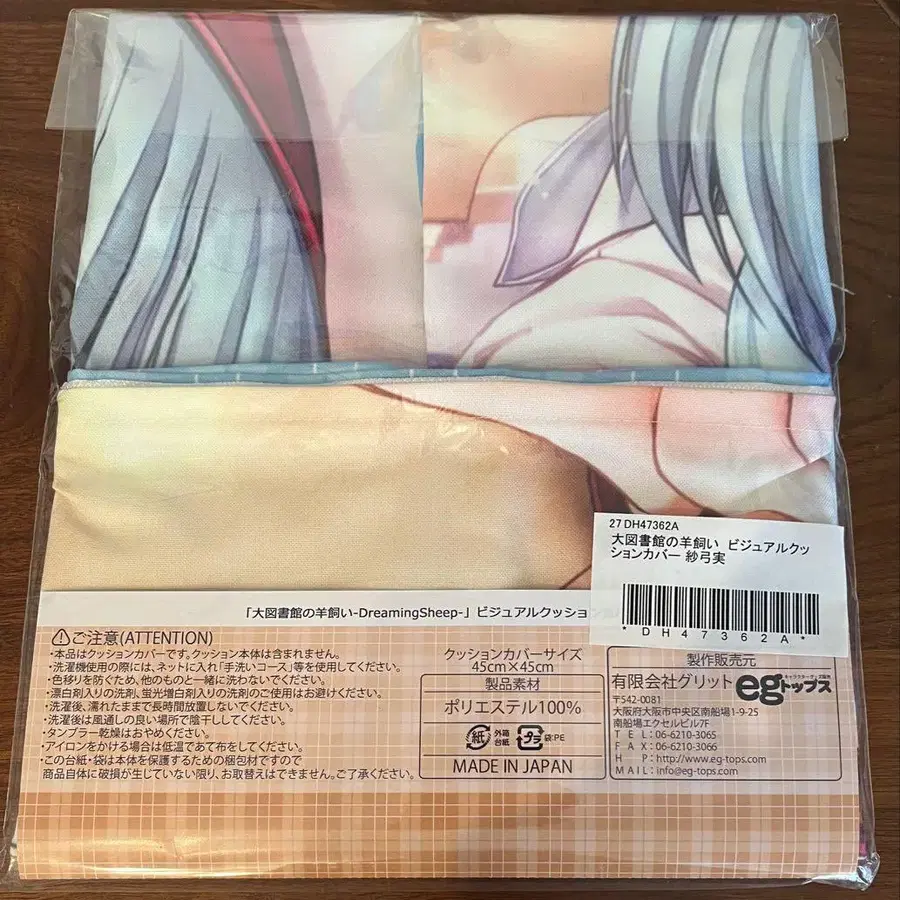 27 DH47362A
大図書館の羊飼い ビジュアルクッ
ションカバー 紗弓実
*DH47362A*
「大図書館の羊飼い-DreamingSheep-」ビジュアルクッション
⚠ご注意(ATTENTION)
・本品はクッションカバーです。クッション本体は含まれません。
・洗濯機使用の際には、ネットに入れ「手洗いコース」等を使用してください。
・色移りを防ぐため、他のものと一緒に洗わないでください。
・漂白剤入りの洗剤、蛍光増白剤入りの洗剤のご使用はお避けください。
・洗濯後、濡れたままで長時間放置しないでください。
・洗濯後は風通しの良い場所で陰干ししてください。
・タンブラー乾燥はおやめください。
・アイロンをかける場合は低温であて布をしてください。
・この台紙・袋は本体を保護するための梱包材ですので
商品自体に破損が生じていない限り、お取替えはできません。ご了承ください。
クッションカバーサイズ
45cm×45cm
製品素材
ポリエステル100%
紙 外箱 台紙 プラ 袋:PE
MADE IN JAPAN
製作販売元
有限会社グリット egトップス
〒542-0081
大阪府大阪市中央区南船場1-9-25
南船場エクセルビル7F
TEL:06-6210-3065
FAX:06-6210-3066
HP:http://www.eg-tops.com
MAIL:info@eg-tops.com